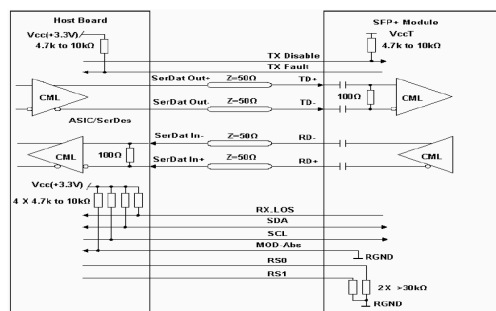 Host Board
SFP+ Module
Vcc(+3.3V)
4.7k to 10kΩ
VccT
4.7k to 10kΩ
TX Disable
TX Fault
SerDat Out+
Z=50Ω
TD+
CML
100Ω
CML
SerDat Out-
Z=50Ω
TD-
ASIC/SerDes
SerDat In-
Z=50Ω
RD-
CML
100Ω
CML
SerDat In+
Z=50Ω
RD+
Vcc(+3.3V)
4 X 4.7k to 10kΩ
RX.LOS
SDA
SCL
MOD-Abs
RGND
RS0
RS1
2 X >30kΩ
RGND